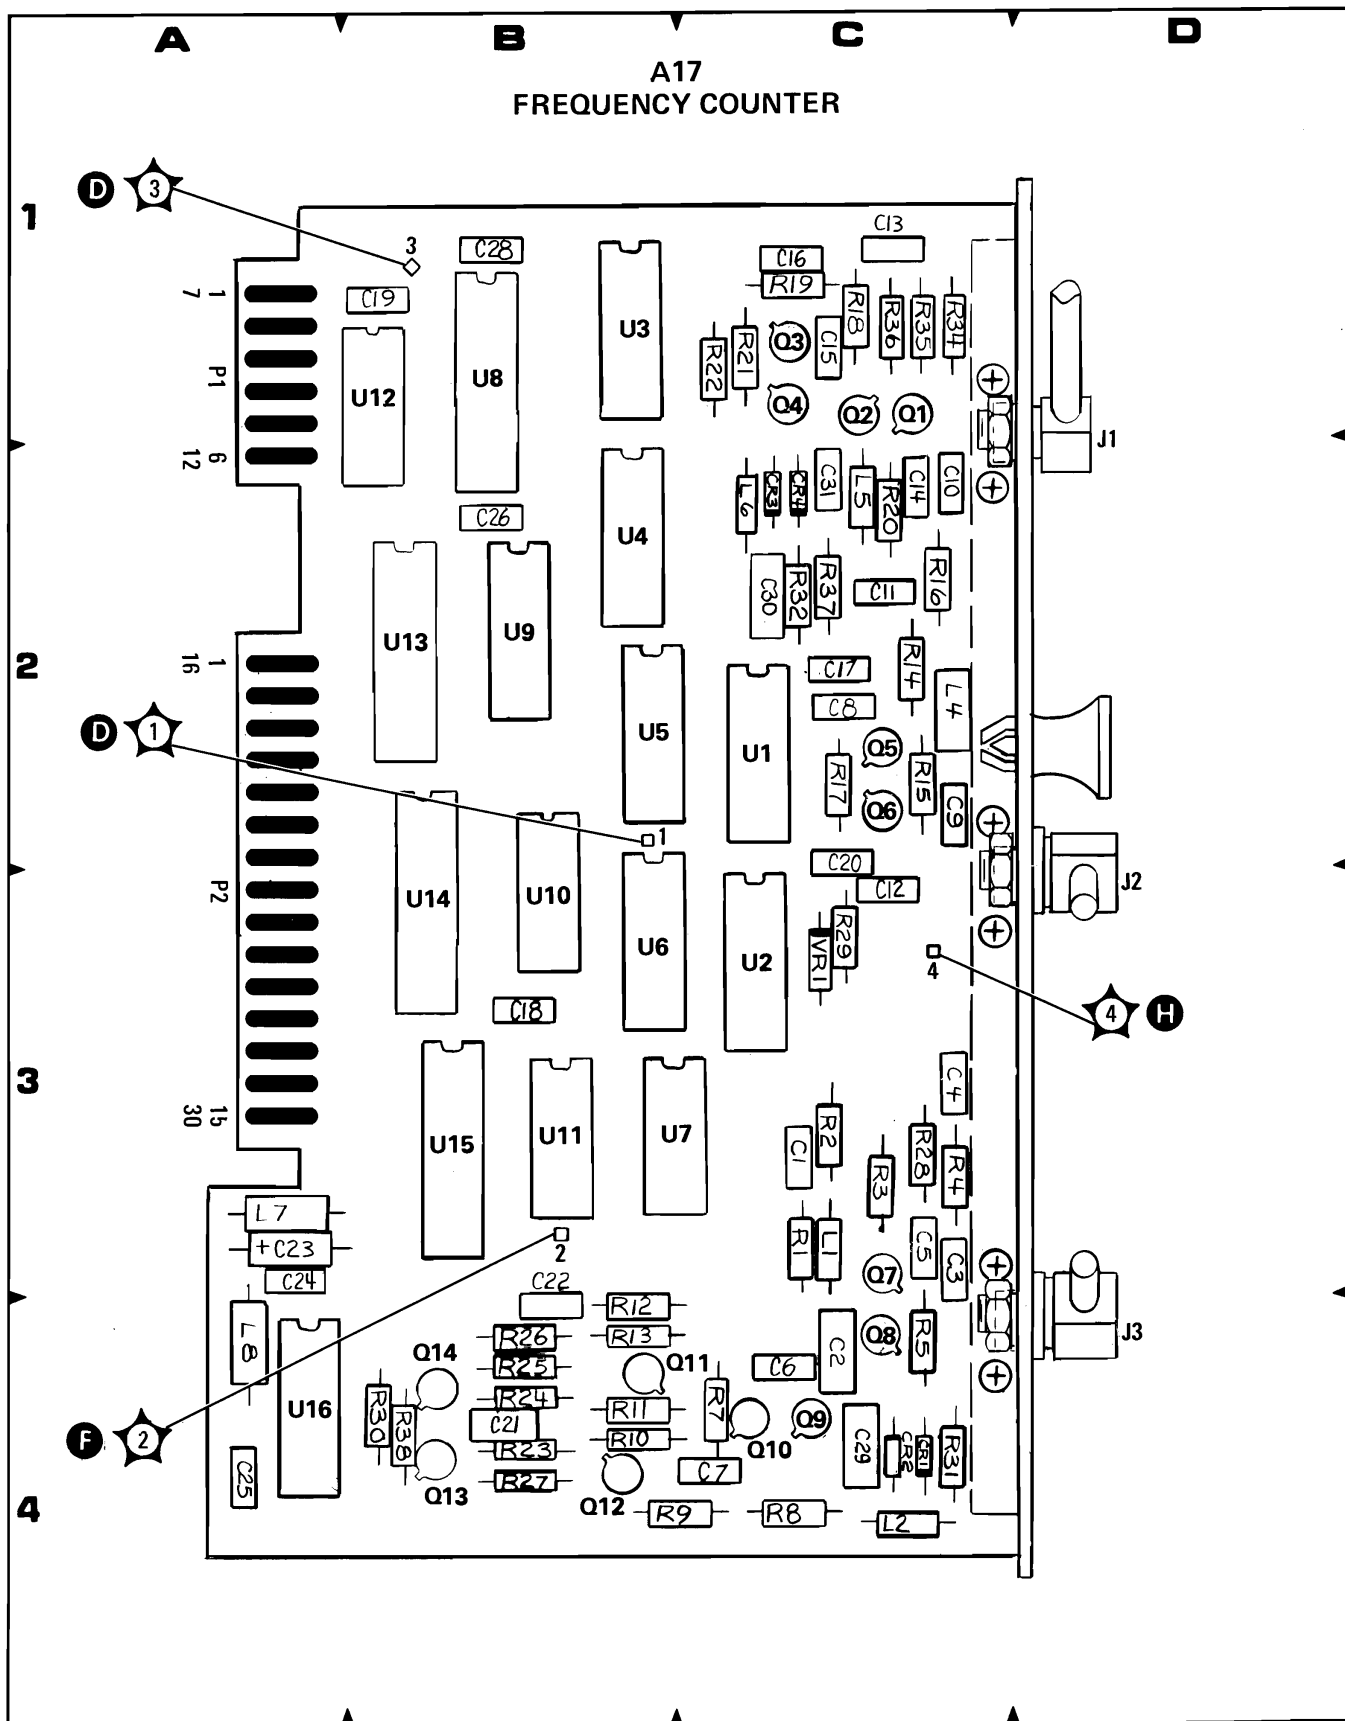 A B C D
A17
FREQUENCY COUNTER
1
D 3
3
C28
C13
C16
R19
1
7
C19
U3
R18
R36
R35
R34
P1
U12
U8
R22
R21
Q3
C15
Q4
Q2
Q1
J1
6
12
L6
CR3
CR4
C31
L5
R20
C14
C10
C26
U4
C30
R32
R37
C11
R16
2
1
16
U13
U9
C17
R14
L4
C8
D 1
U5
U1
Q5
R17
R15
Q6
C9
1
C20
P2
U14
U10
C12
J2
U6
U2
VR1
R29
4
C18
4 H
3
C4
15
30
U15
U11
U7
C1
R2
R3
R28
R4
L7
+C23
2
R1
L1
C5
C3
C24
C22
Q7
L8
R12
R26
R13
C2
Q8
R5
J3
Q14
R25
Q11
C6
U16
R30
R38
R24
C21
R11
R7
Q10
Q9
F 2
R23
R10
C29
CR2
CR1
R31
C25
Q13
R27
Q12
C7
4
R9
R8
L2